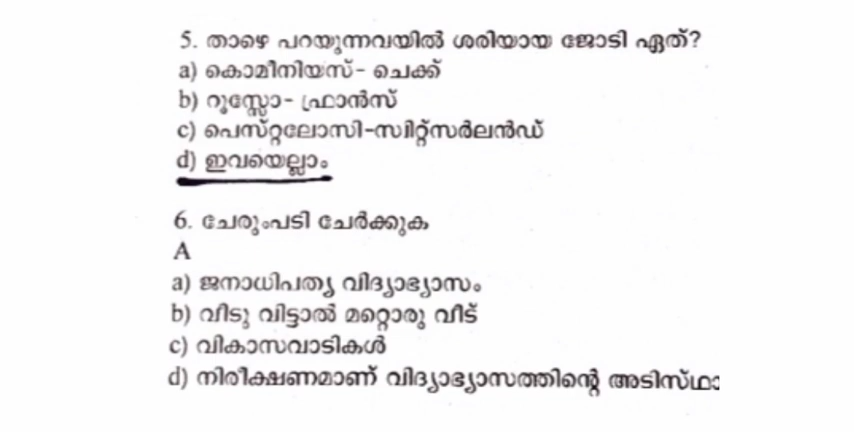 5. താഴെ പറയുന്നവയിൽ ശരിയായ ജോടി ഏത്?
a) കൊമീനിയസ് - ചെക്ക്
b) റൂസ്സോ - ഫ്രാൻസ്
c) പെസ്റ്റലോസി - സ്വിറ്റ്സർലൻഡ്
d) ഇവയെല്ലാം
6. ചേരുംപടി ചേർക്കുക
A
a) ജനാധിപത്യ വിദ്യാഭ്യാസം
b) വീടു വിട്ടാൽ മറ്റൊരു വീട്
c) വികാസവാടികൾ
d) നിരീക്ഷണമാണ് വിദ്യാഭ്യാസത്തിന്റെ